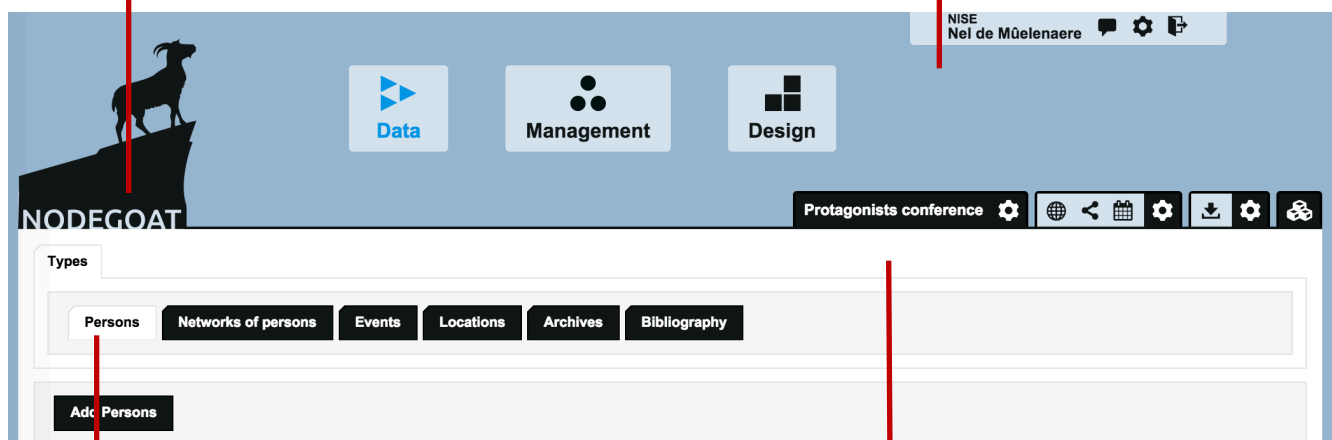 NISE
Nel de Mûelenaere
Data
Management
Design
NODEGOAT
Protagonists conference
Types
Persons
Networks of persons
Events
Locations
Archives
Bibliography
Add Persons